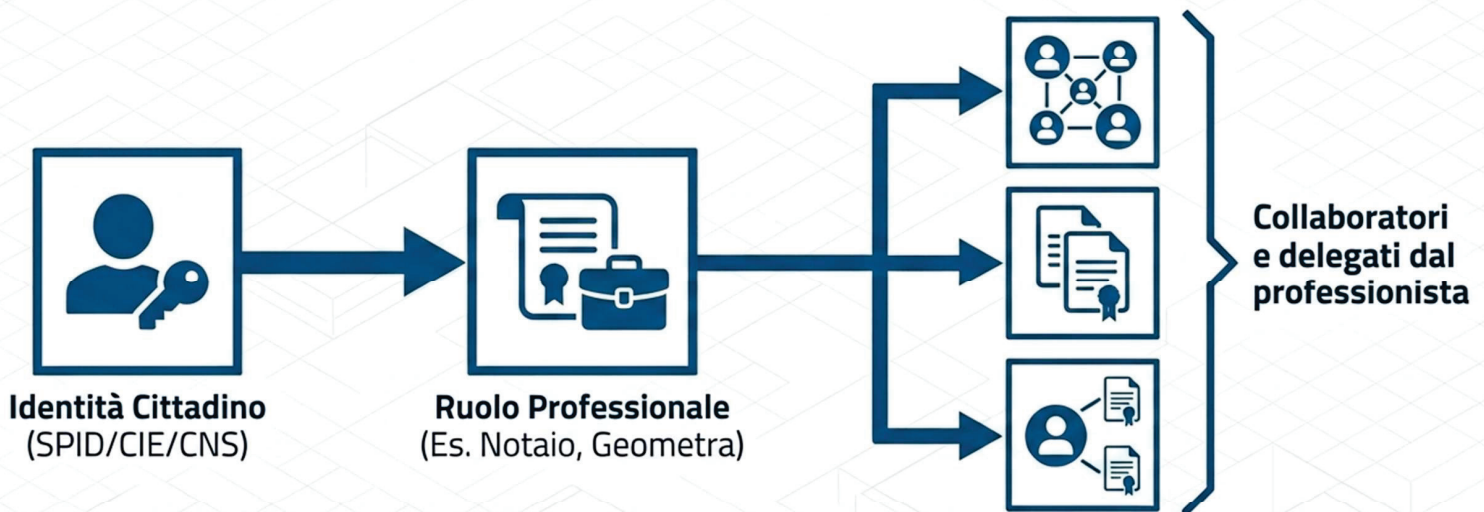 Identità Cittadino
(SPID/CIE/CNS)
Ruolo Professionale
(Es. Notaio, Geometra)
Collaboratori
e delegati dal
professionista